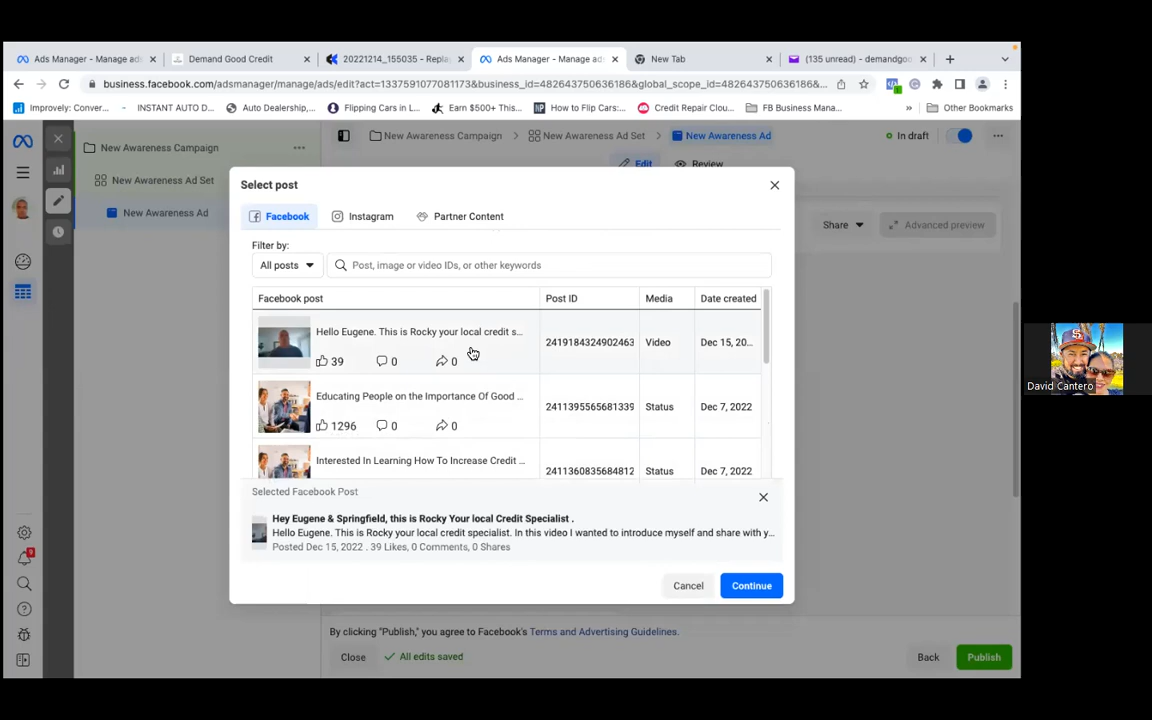 Ads Manager - Manage ads
Demand Good Credit
20221214_155035 - Repla
Ads Manager - Manage ads
New Tab
(135 unread) - demandgoo
business.facebook.com/adsmanager/manage/ads/edit?act=1337591077081173&business_id=482643750636186&global_scope_id=482643750636186&
Improvely: Conver...
INSTANT AUTO D...
Auto Dealership,...
Flipping Cars in L...
Earn $500+ This...
How to Flip Cars:...
Credit Repair Clou...
FB Business Mana...
»
Other Bookmarks
New Awareness Campaign
New Awareness Ad Set
New Awareness Ad
In draft
New Awareness Campaign
New Awareness Ad Set
New Awareness Ad
Edit
Review
Share
Advanced preview
Select post
Facebook
Instagram
Partner Content
Filter by:
All posts
Post, image or video IDs, or other keywords
Facebook post
Post ID
Media
Date created
Hello Eugene. This is Rocky your local credit s...
39
0
0
2419184324902463
Video
Dec 15, 20...
Educating People on the Importance Of Good ...
1296
0
0
2411395565681339
Status
Dec 7, 2022
Interested In Learning How To Increase Credit ...
2411360835684812
Status
Dec 7, 2022
Selected Facebook Post
Hey Eugene & Springfield, this is Rocky Your local Credit Specialist .
Hello Eugene. This is Rocky your local credit specialist. In this video I wanted to introduce myself and share with y...
Posted Dec 15, 2022 . 39 Likes, 0 Comments, 0 Shares
Cancel
Continue
By clicking "Publish," you agree to Facebook's Terms and Advertising Guidelines.
Close
All edits saved
Back
Publish
David Cantero